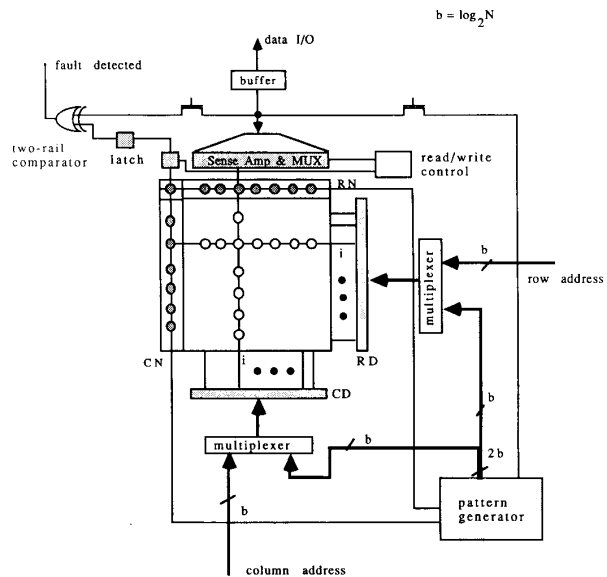 b = log₂N
data I/O
fault detected
buffer
two-rail
comparator
latch
Sense Amp & MUX
read/write
control
RN
i
multiplexer
b
row address
CN
i
RD
CD
b
b
multiplexer
2b
b
pattern
generator
column address